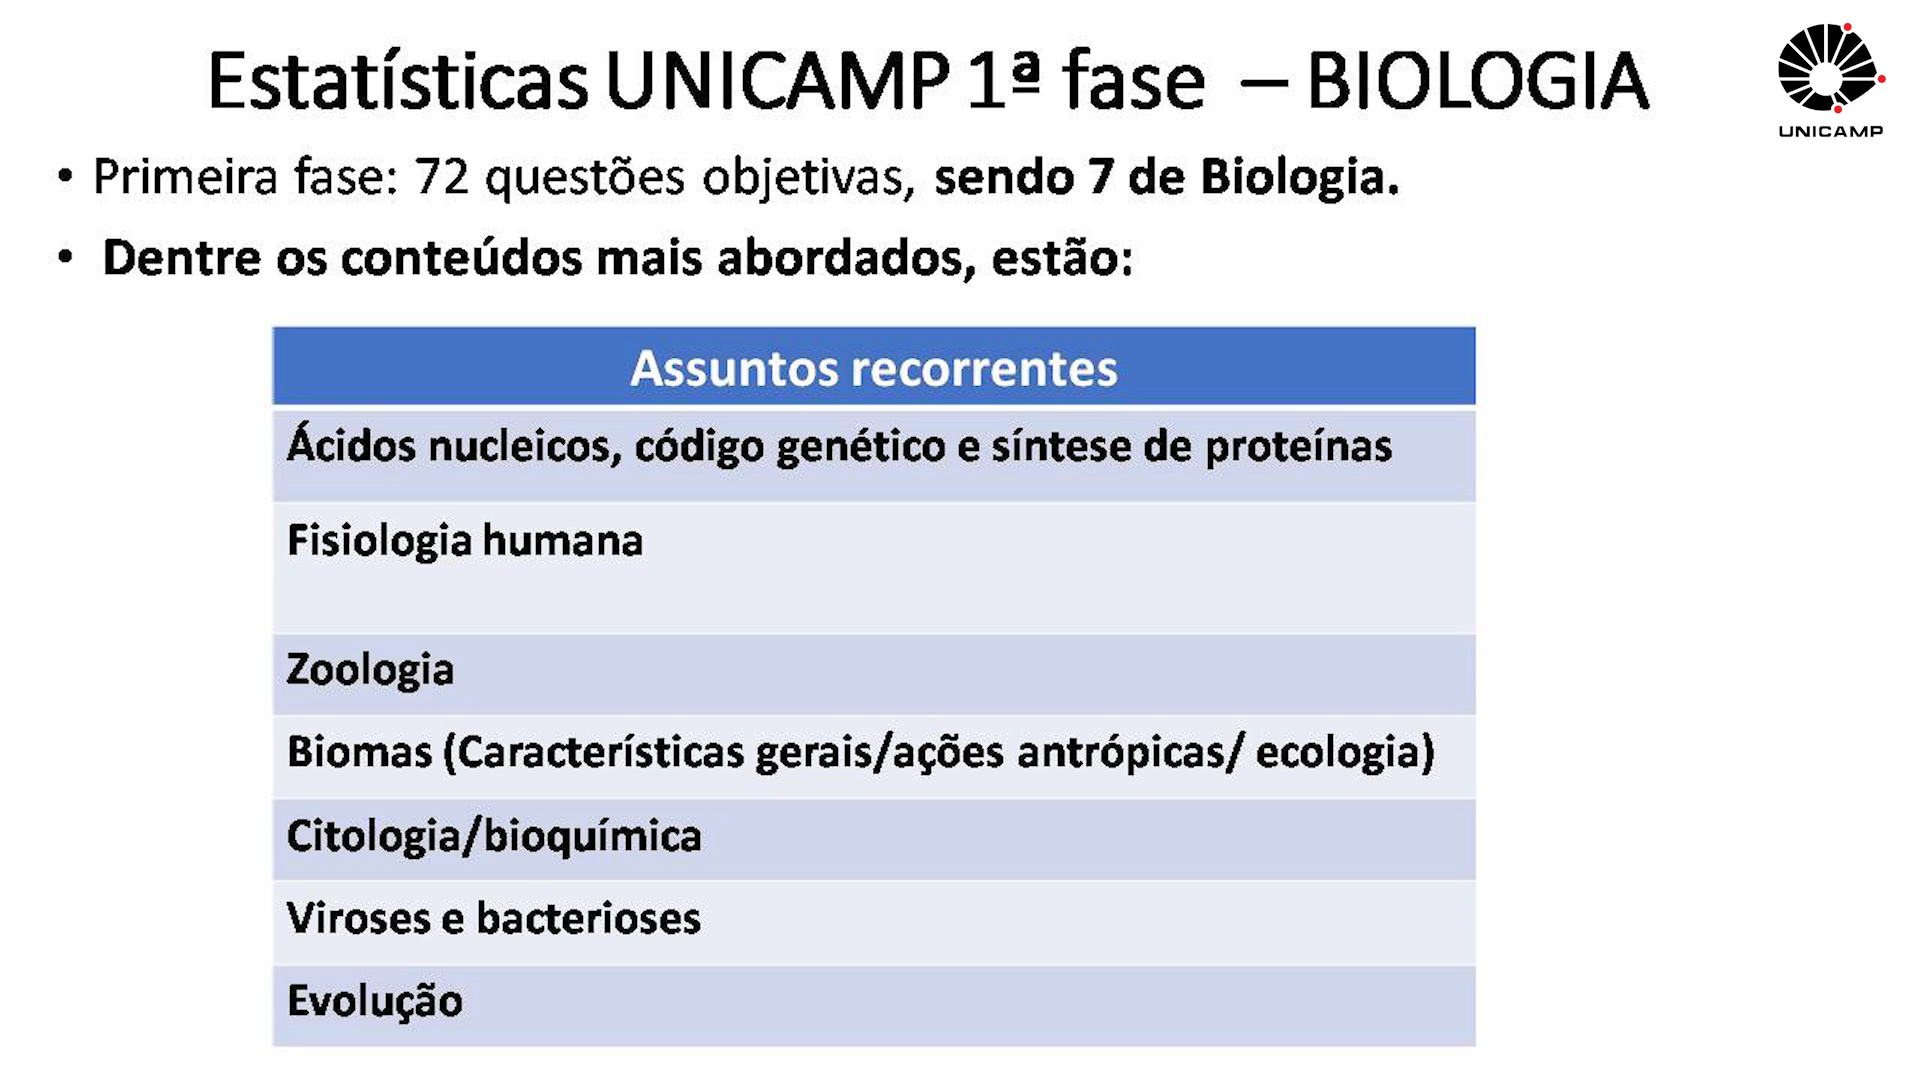 Estatísticas UNICAMP 1ª fase – BIOLOGIA
UNICAMP
• Primeira fase: 72 questões objetivas, sendo 7 de Biologia.
• Dentre os conteúdos mais abordados, estão:
Assuntos recorrentes
Ácidos nucleicos, código genético e síntese de proteínas
Fisiologia humana
Zoologia
Biomas (Características gerais/ações antrópicas/ ecologia)
Citologia/bioquímica
Viroses e bacterioses
Evolução